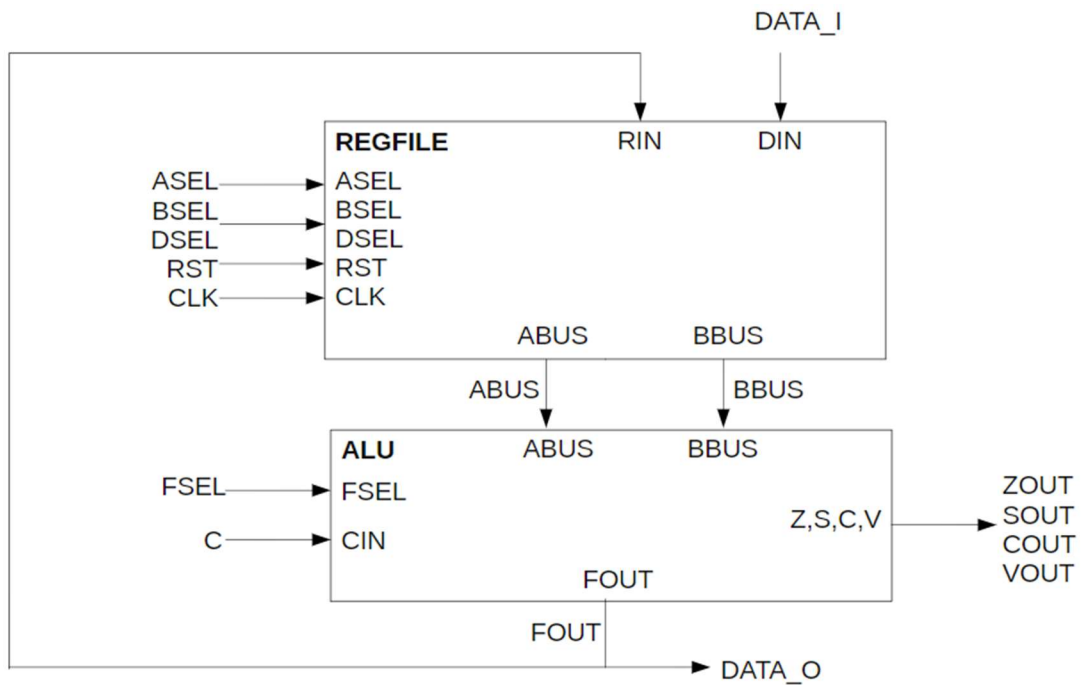 DATA_I
REGFILE
RIN
DIN
ASEL
ASEL
BSEL
BSEL
DSEL
DSEL
RST
RST
CLK
CLK
ABUS
BBUS
ABUS
BBUS
ALU
ABUS
BBUS
FSEL
FSEL
C
CIN
Z,S,C,V
ZOUT
SOUT
COUT
VOUT
FOUT
FOUT
DATA_O